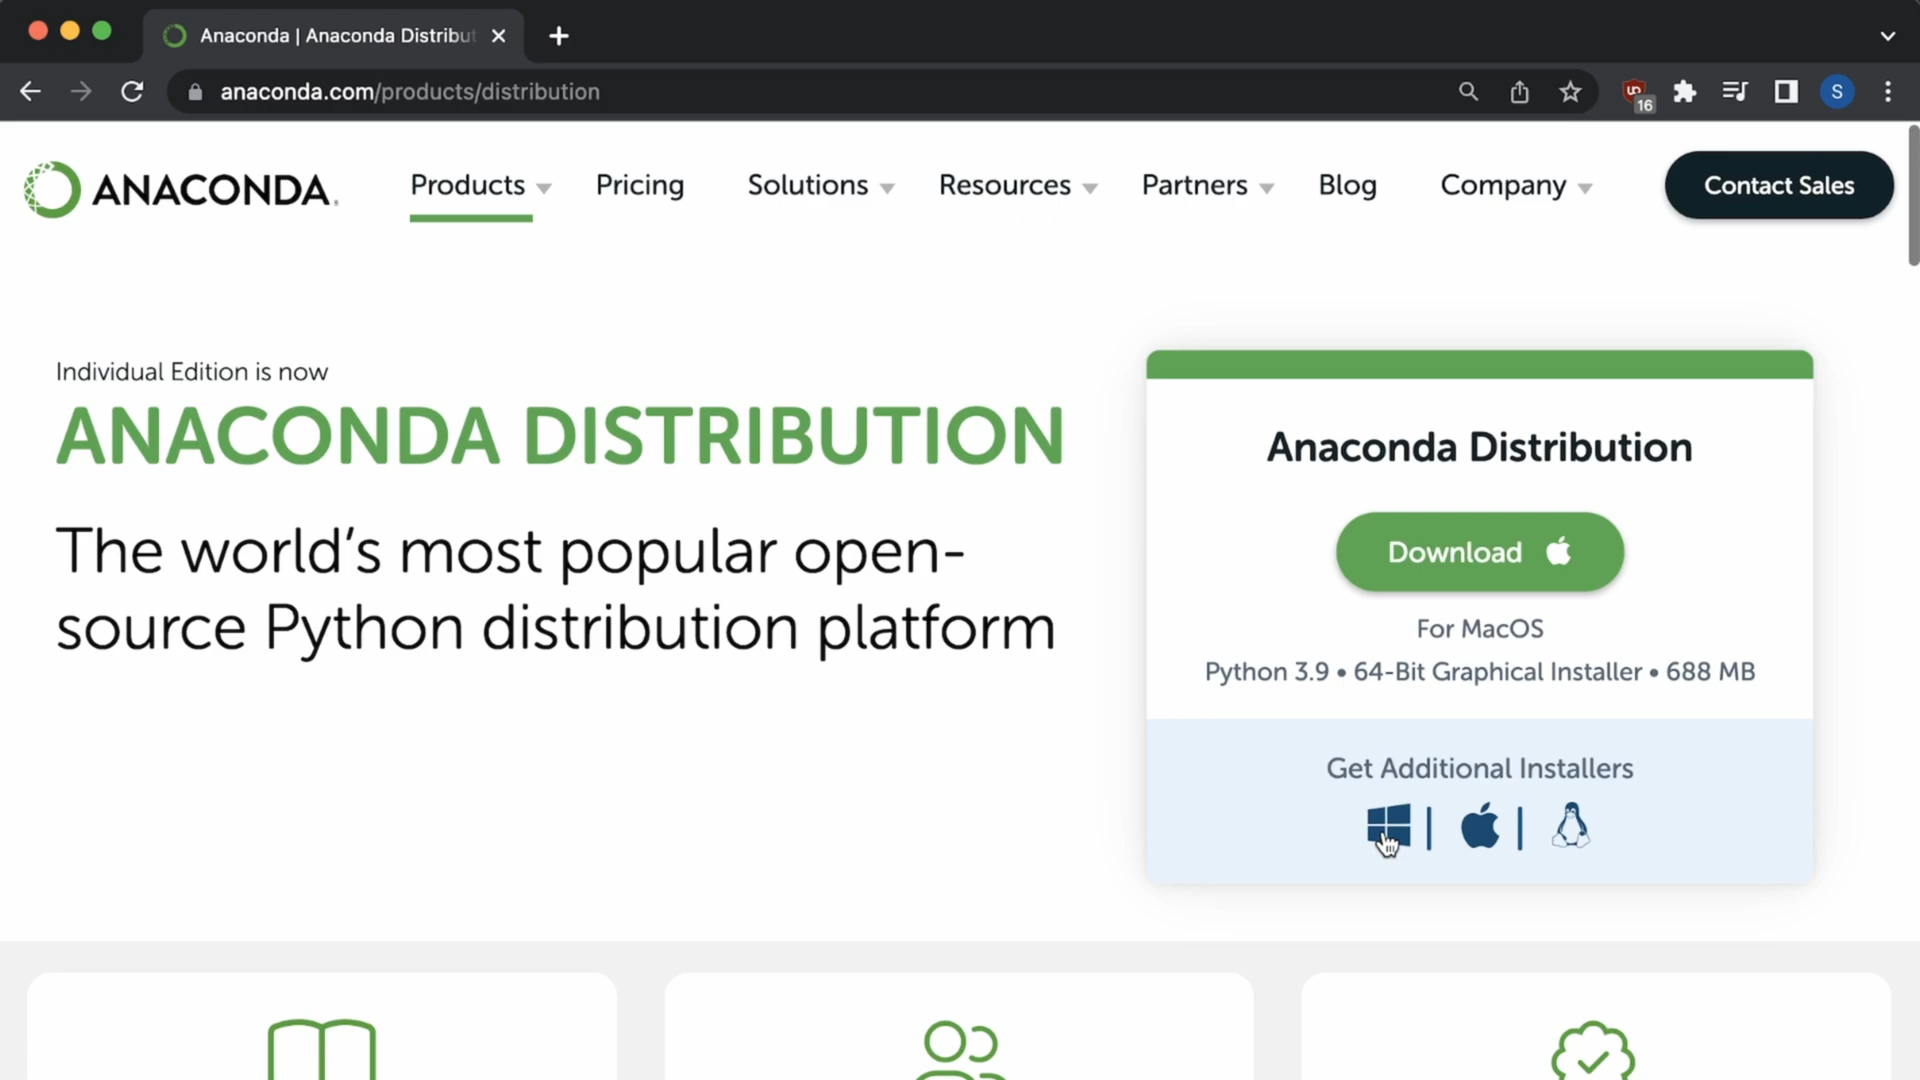 Anaconda | Anaconda Distribut
anaconda.com/products/distribution
16
S
ANACONDA.
Products
Pricing
Solutions
Resources
Partners
Blog
Company
Contact Sales
Individual Edition is now
ANACONDA DISTRIBUTION
The world's most popular open-
source Python distribution platform
Anaconda Distribution
Download
For MacOS
Python 3.9 • 64-Bit Graphical Installer • 688 MB
Get Additional Installers